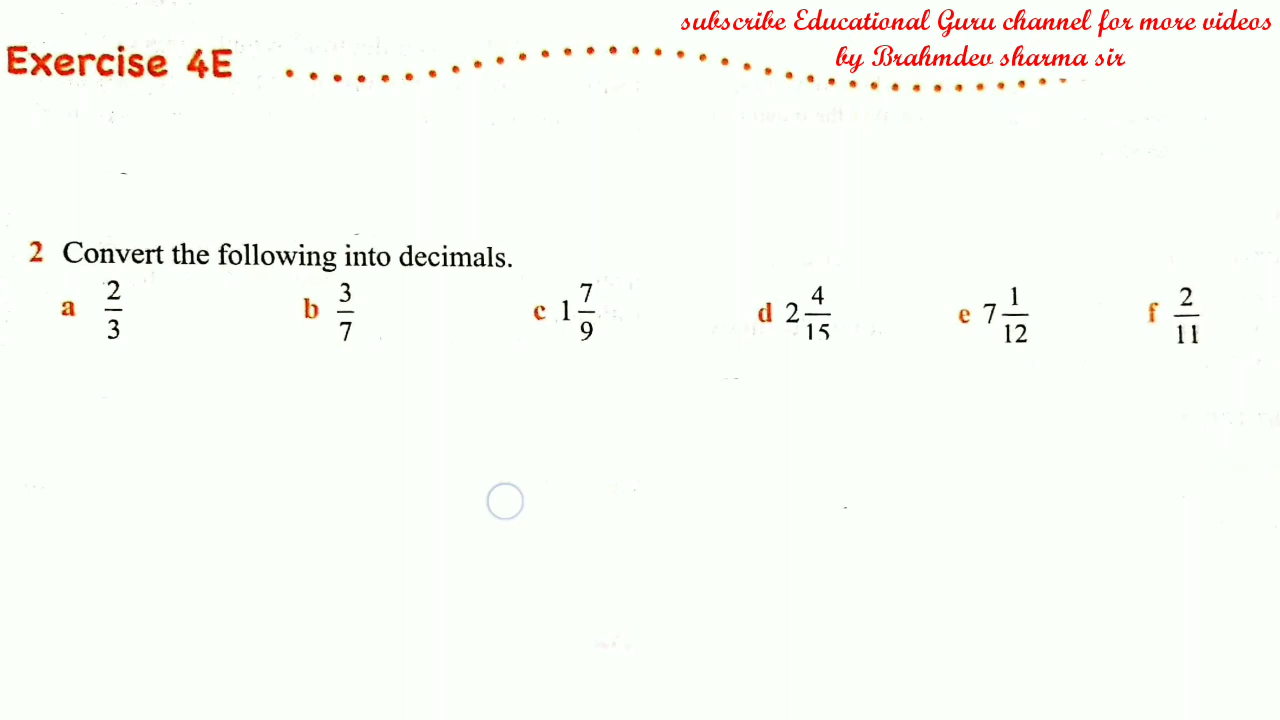 subscribe Educational Guru channel for more videos
by Brahmdev sharma sir
Exercise 4E
2 Convert the following into decimals.
a 2/3 b 3/7 c 1 7/9 d 2 4/15 e 7 1/12 f 2/11